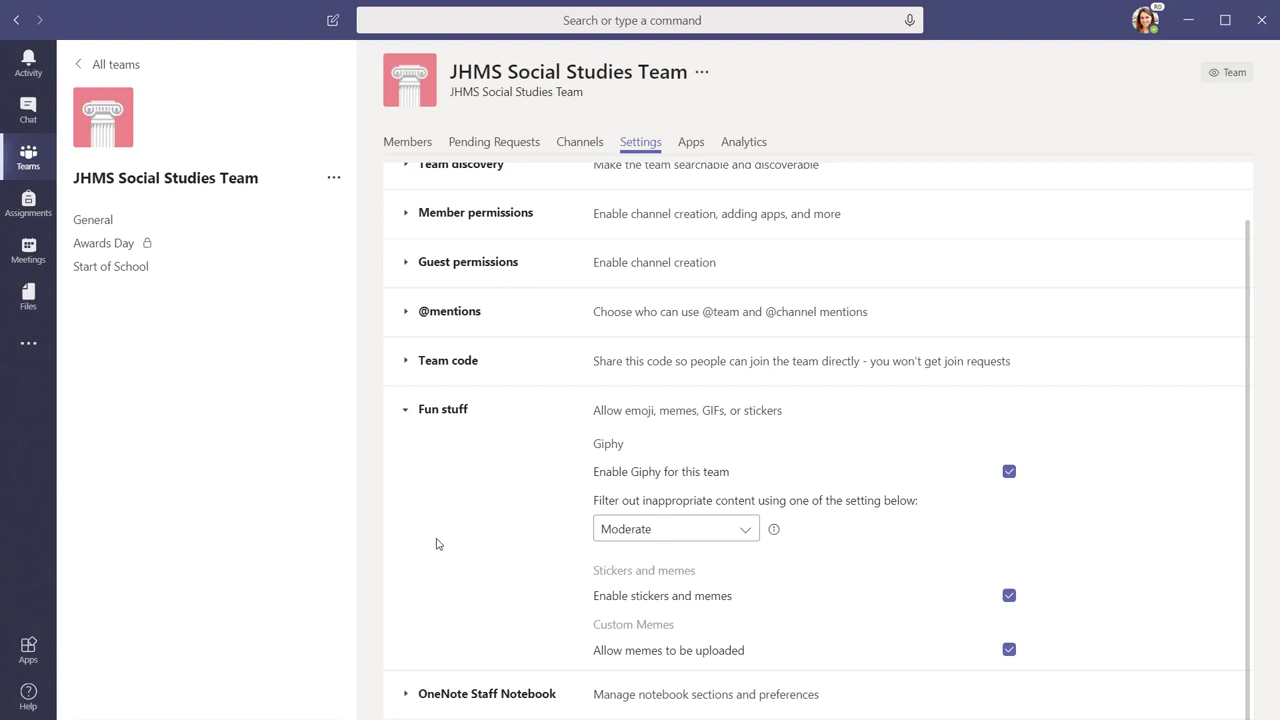 Search or type a command
RO
Activity
Chat
Teams
Assignments
Meetings
Files
Apps
Help
All teams
JHMS Social Studies Team
General
Awards Day
Start of School
JHMS Social Studies Team
JHMS Social Studies Team
Team
Members Pending Requests Channels Settings Apps Analytics
Team discovery Make the team searchable and discoverable
Member permissions Enable channel creation, adding apps, and more
Guest permissions Enable channel creation
@mentions Choose who can use @team and @channel mentions
Team code Share this code so people can join the team directly - you won't get join requests
Fun stuff Allow emoji, memes, GIFs, or stickers
Giphy
Enable Giphy for this team
Filter out inappropriate content using one of the setting below:
Moderate
Stickers and memes
Enable stickers and memes
Custom Memes
Allow memes to be uploaded
OneNote Staff Notebook Manage notebook sections and preferences